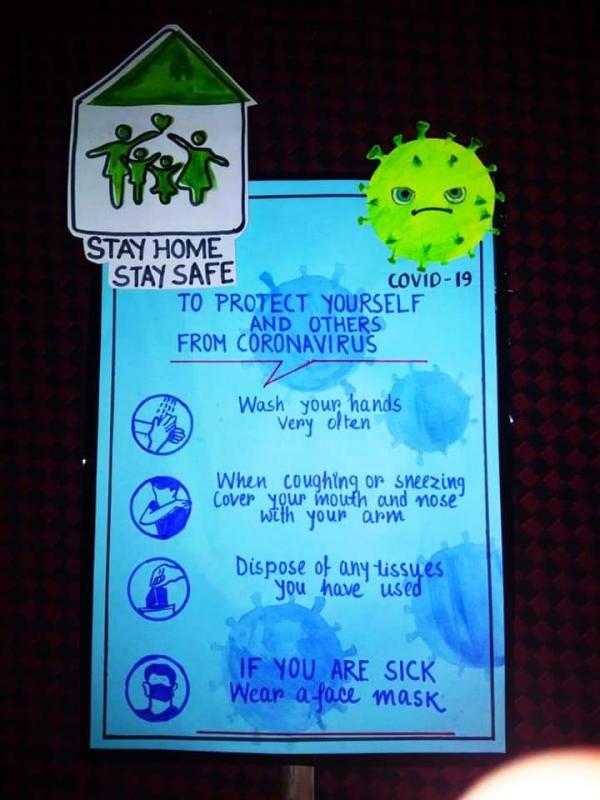 STAY HOME
STAY SAFE
COVID-19
TO PROTECT YOURSELF
AND OTHERS
FROM CORONAVIRUS
Wash your hands
very often
When coughing or sneezing
Cover your mouth and nose
with your arm
Dispose of any tissues
you have used
IF YOU ARE SICK
Wear a face mask